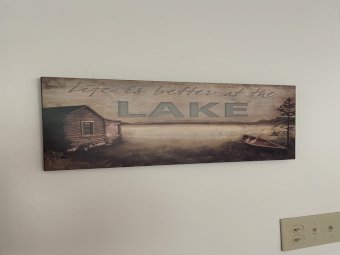 Life is better at the
LAKE